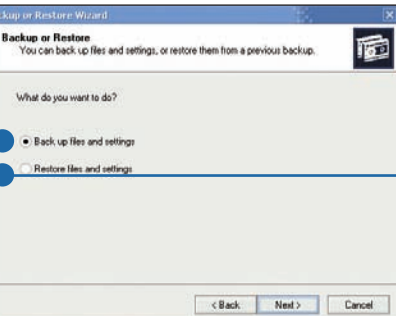 ckup or Restore Wizard
Backup or Restore
You can back up files and settings, or restore them from a previous backup.
What do you want to do?
Back up files and settings
Restore files and settings
< Back
Next >
Cancel